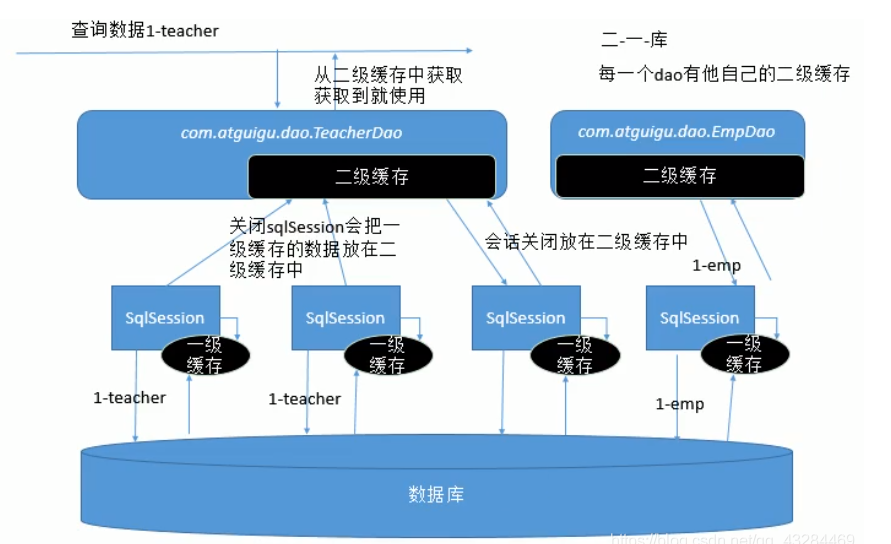 查询数据1-teacher
二-一-库
从二级缓存中获取
获取到就使用
每一个dao有他自己的二级缓存
com.atguigu.dao.TeacherDao
二级缓存
com.atguigu.dao.EmpDao
二级缓存
关闭sqlSession会把一
级缓存的数据放在二
级缓存中
会话关闭放在二级缓存中
1-emp
SqlSession
一级
缓存
SqlSession
一级
缓存
SqlSession
一级
缓存
SqlSession
一级
缓存
1-teacher
1-teacher
1-emp
数据库
https://blog.csdn.net/qq_43284469